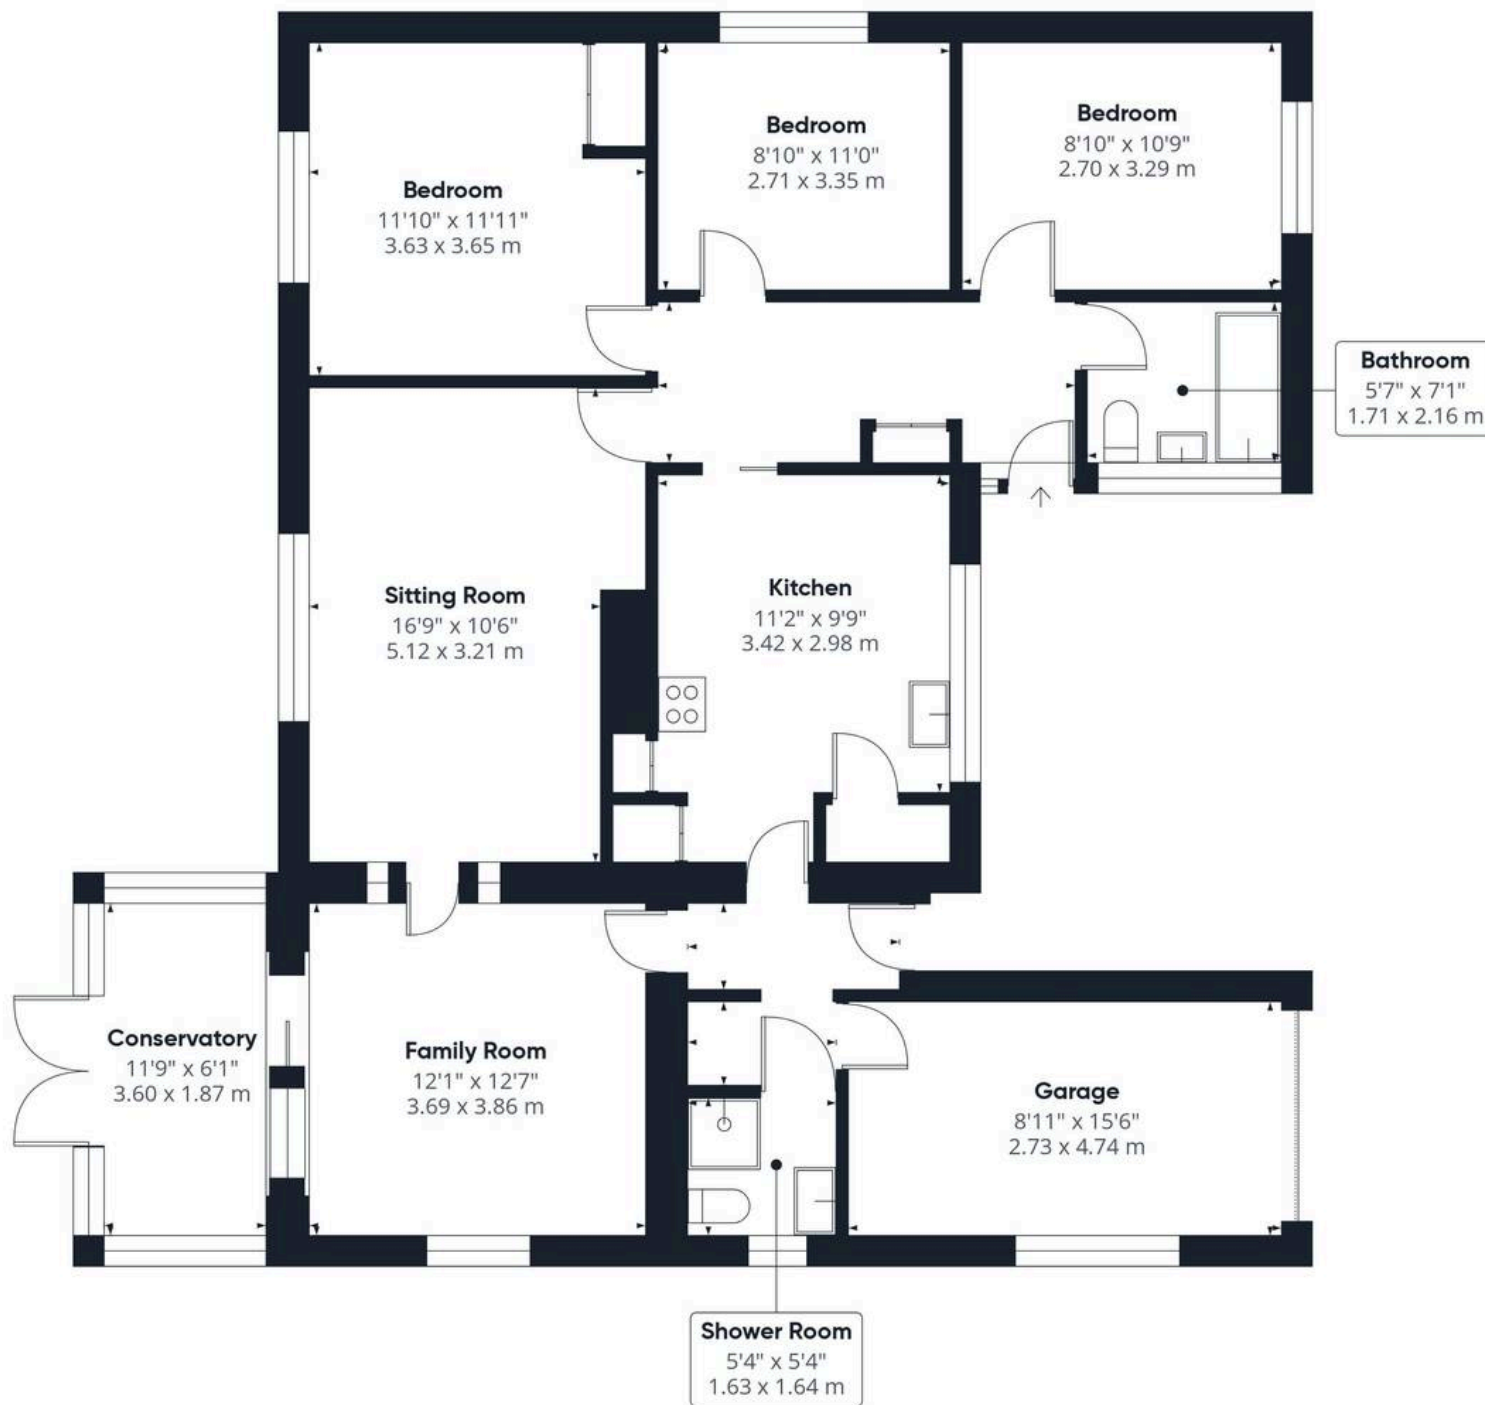 Bedroom
11'10" x 11'11"
3.63 x 3.65 m
Bedroom
8'10" x 11'0"
2.71 x 3.35 m
Bedroom
8'10" x 10'9"
2.70 x 3.29 m
Bathroom
5'7" x 7'1"
1.71 x 2.16 m
Sitting Room
16'9" x 10'6"
5.12 x 3.21 m
Kitchen
11'2" x 9'9"
3.42 x 2.98 m
Conservatory
11'9" x 6'1"
3.60 x 1.87 m
Family Room
12'1" x 12'7"
3.69 x 3.86 m
Garage
8'11" x 15'6"
2.73 x 4.74 m
Shower Room
5'4" x 5'4"
1.63 x 1.64 m